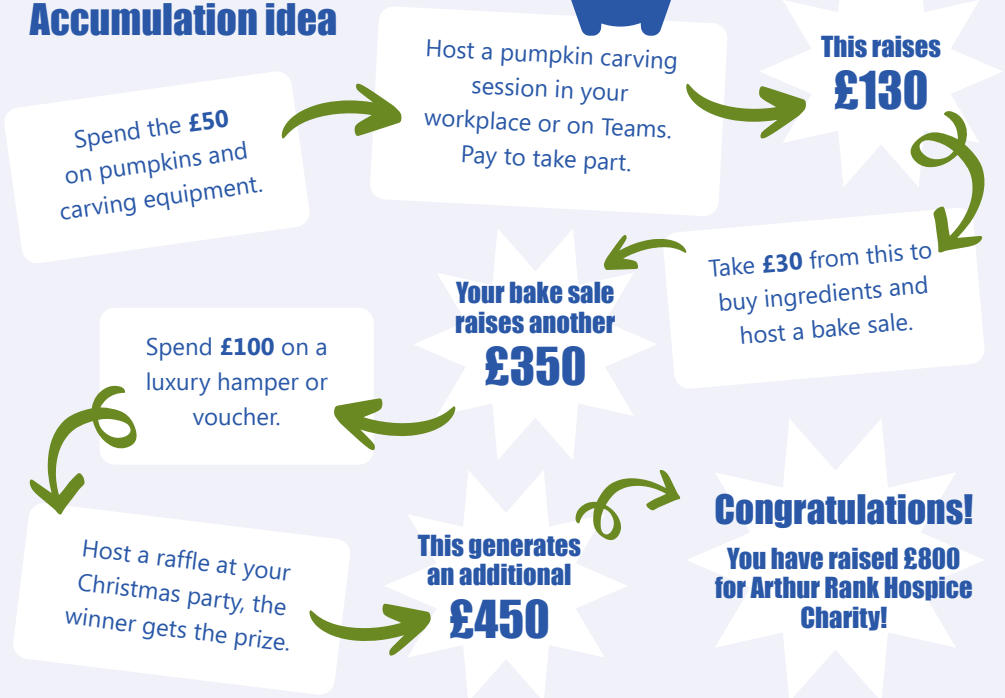 Accumulation idea
Spend the £50
on pumpkins and
carving equipment.
Host a pumpkin carving
session in your
workplace or on Teams.
Pay to take part.
This raises
£130
Take £30 from this to
buy ingredients and
host a bake sale.
Your bake sale
raises another
£350
Spend £100 on a
luxury hamper or
voucher.
Host a raffle at your
Christmas party, the
winner gets the prize.
This generates
an additional
£450
Congratulations!
You have raised £800
for Arthur Rank Hospice
Charity!